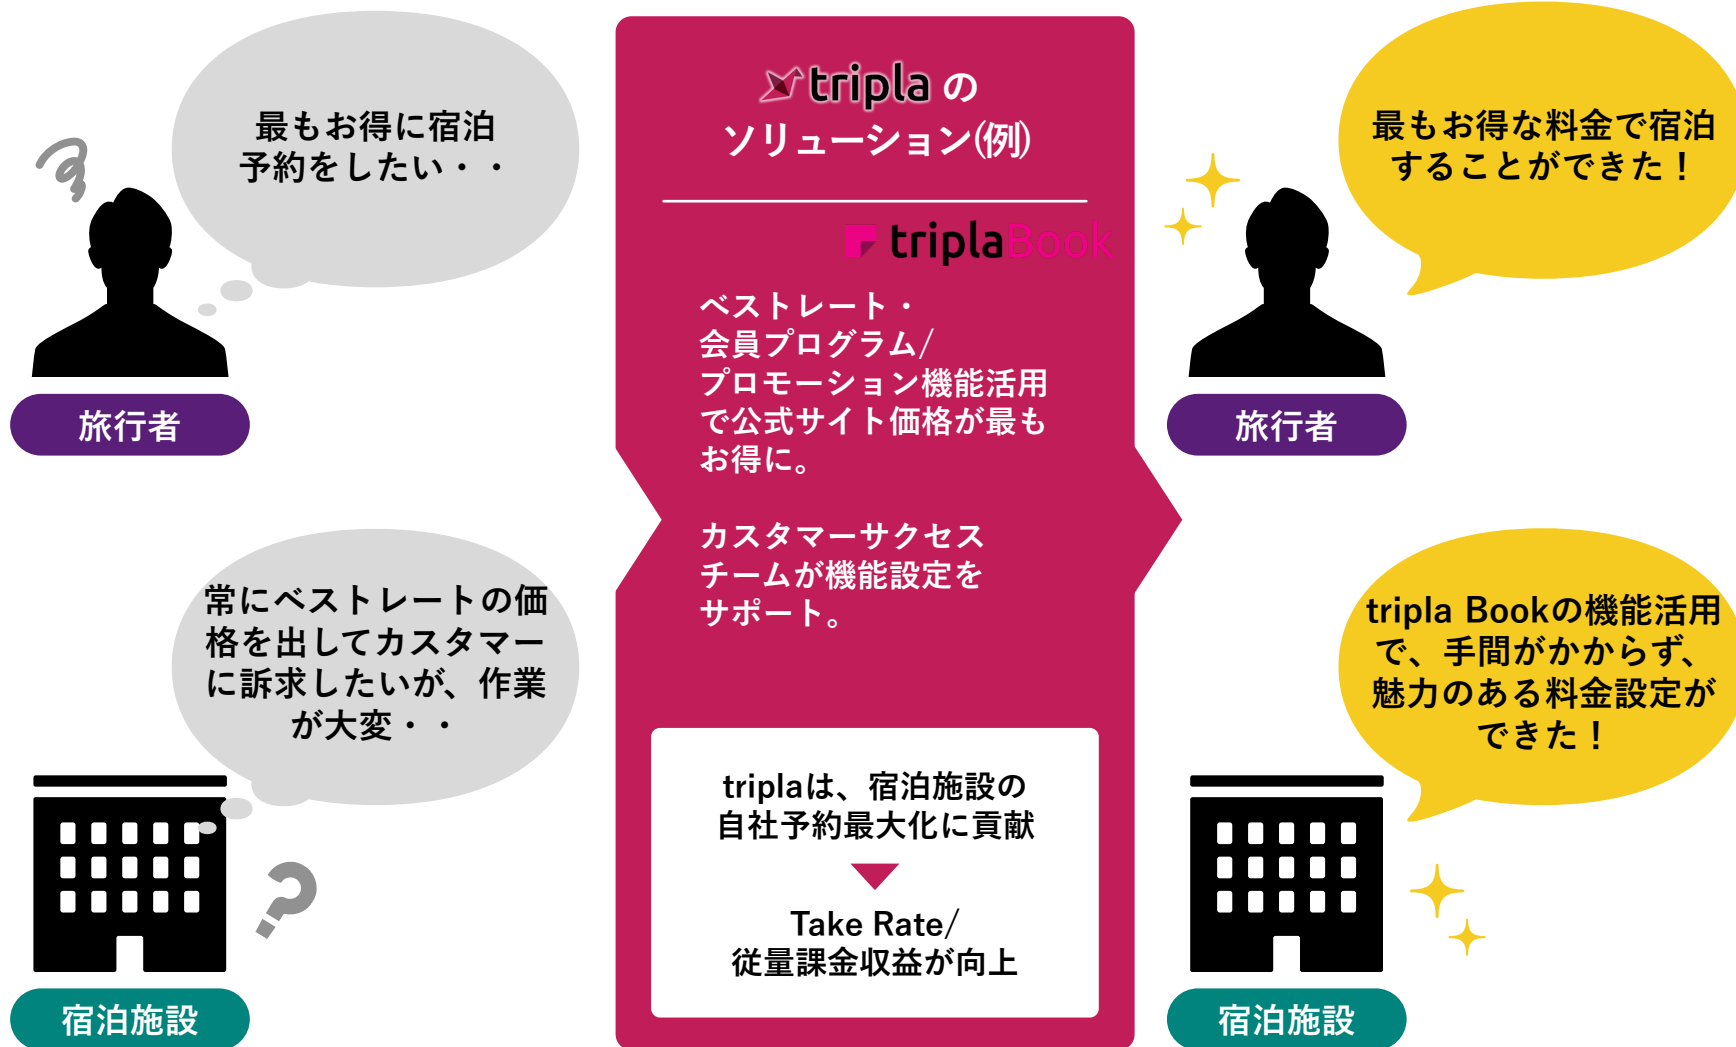 最もお得に宿泊
予約をしたい・・
旅行者
常にベストレートの価
格を出してカスタマー
に訴求したいが、作業
が大変・・
宿泊施設
tripla の
ソリューション(例)
triplaBook
ベストレート・
会員プログラム/
プロモーション機能活用
で公式サイト価格が最も
お得に。
カスタマーサクセス
チームが機能設定を
サポート。
triplaは、宿泊施設の
自社予約最大化に貢献
Take Rate/
従量課金収益が向上
最もお得な料金で宿泊
することができた！
旅行者
tripla Bookの機能活用
で、手間がかからず、
魅力のある料金設定が
できた！
宿泊施設